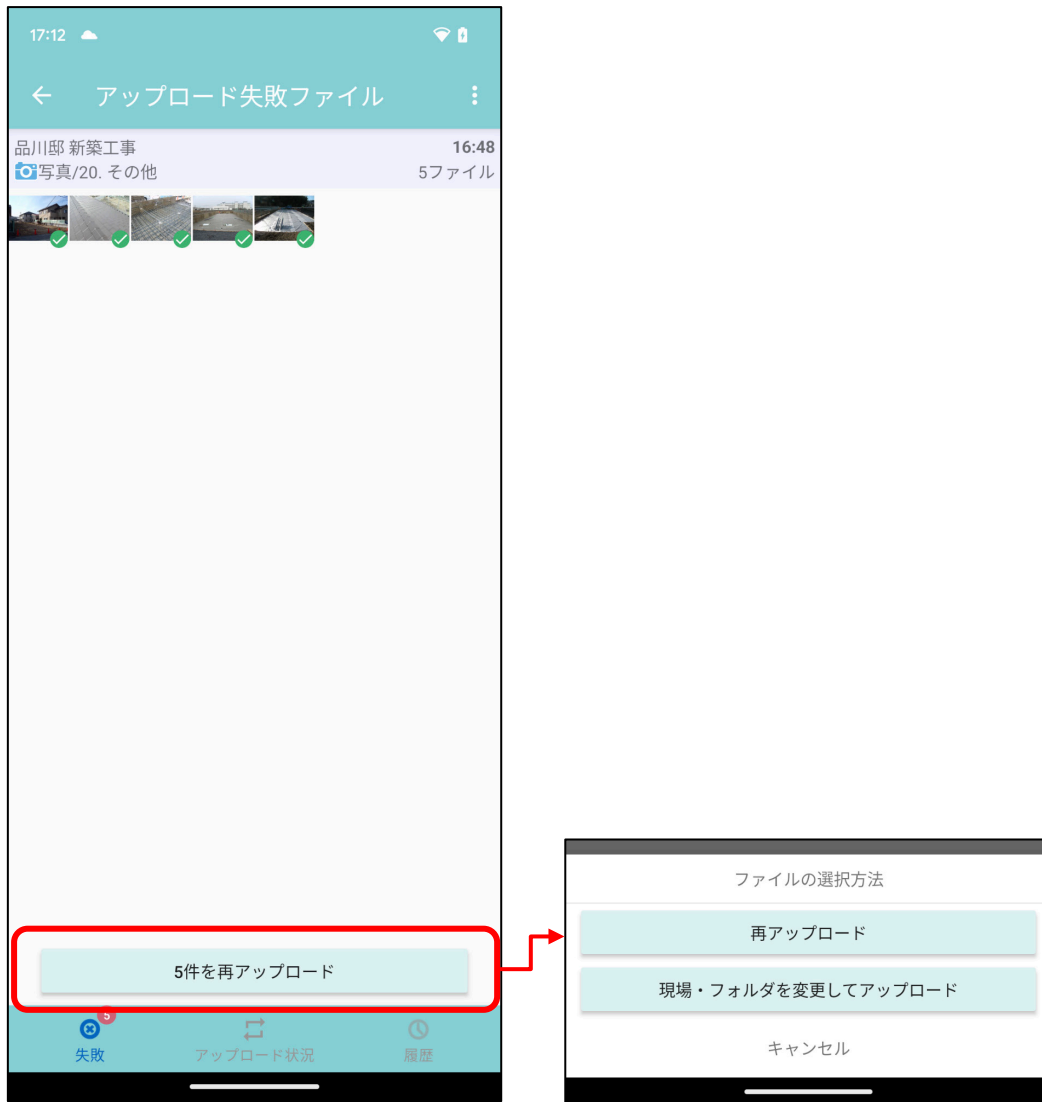 17:12
アップロード失敗ファイル
品川邸 新築工事 16:48
写真/20. その他 5ファイル
5件を再アップロード
5
失敗 アップロード状況 履歴
ファイルの選択方法
再アップロード
現場・フォルダを変更してアップロード
キャンセル